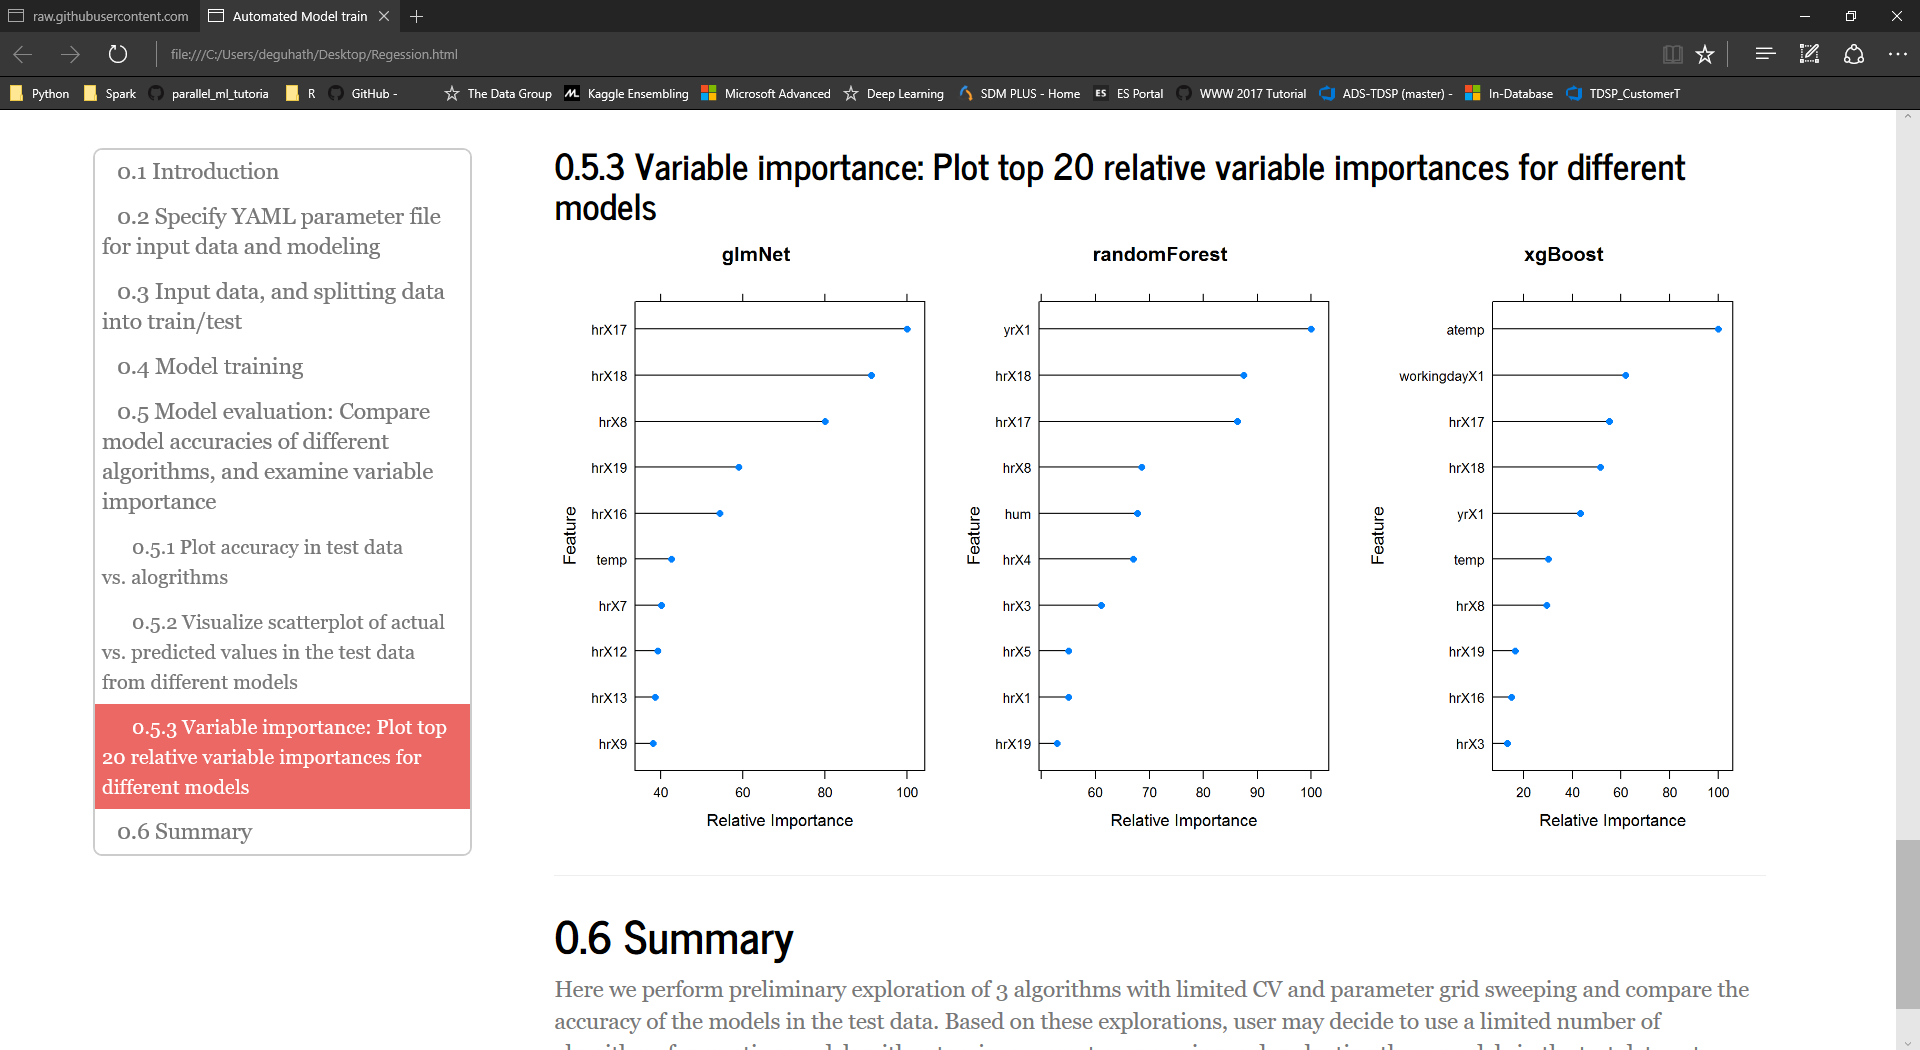 raw.githubusercontent.com
Automated Model train
file:///C:/Users/deguhath/Desktop/Regession.html
Python Spark parallel_ml_tutoria R GitHub - The Data Group Kaggle Ensembling Microsoft Advanced Deep Learning SDM PLUS - Home ES ES Portal WWW 2017 Tutorial ADS-TDSP (master) - In-Database TDSP_CustomerT
0.1 Introduction
0.2 Specify YAML parameter file
for input data and modeling
0.3 Input data, and splitting data
into train/test
0.4 Model training
0.5 Model evaluation: Compare
model accuracies of different
algorithms, and examine variable
importance
0.5.1 Plot accuracy in test data
vs. alogrithms
0.5.2 Visualize scatterplot of actual
vs. predicted values in the test data
from different models
0.5.3 Variable importance: Plot top
20 relative variable importances for
different models
0.6 Summary
0.5.3 Variable importance: Plot top 20 relative variable importances for different
models
glmNet
hrX17
hrX18
hrX8
hrX19
hrX16
temp
hrX7
hrX12
hrX13
hrX9
Feature
40 60 80 100
Relative Importance
randomForest
yrX1
hrX18
hrX17
hrX8
hum
hrX4
hrX3
hrX5
hrX1
hrX19
Feature
60 70 80 90 100
Relative Importance
xgBoost
atemp
workingdayX1
hrX17
hrX18
yrX1
temp
hrX8
hrX19
hrX16
hrX3
Feature
20 40 60 80 100
Relative Importance
0.6 Summary
Here we perform preliminary exploration of 3 algorithms with limited CV and parameter grid sweeping and compare the
accuracy of the models in the test data. Based on these explorations, user may decide to use a limited number of